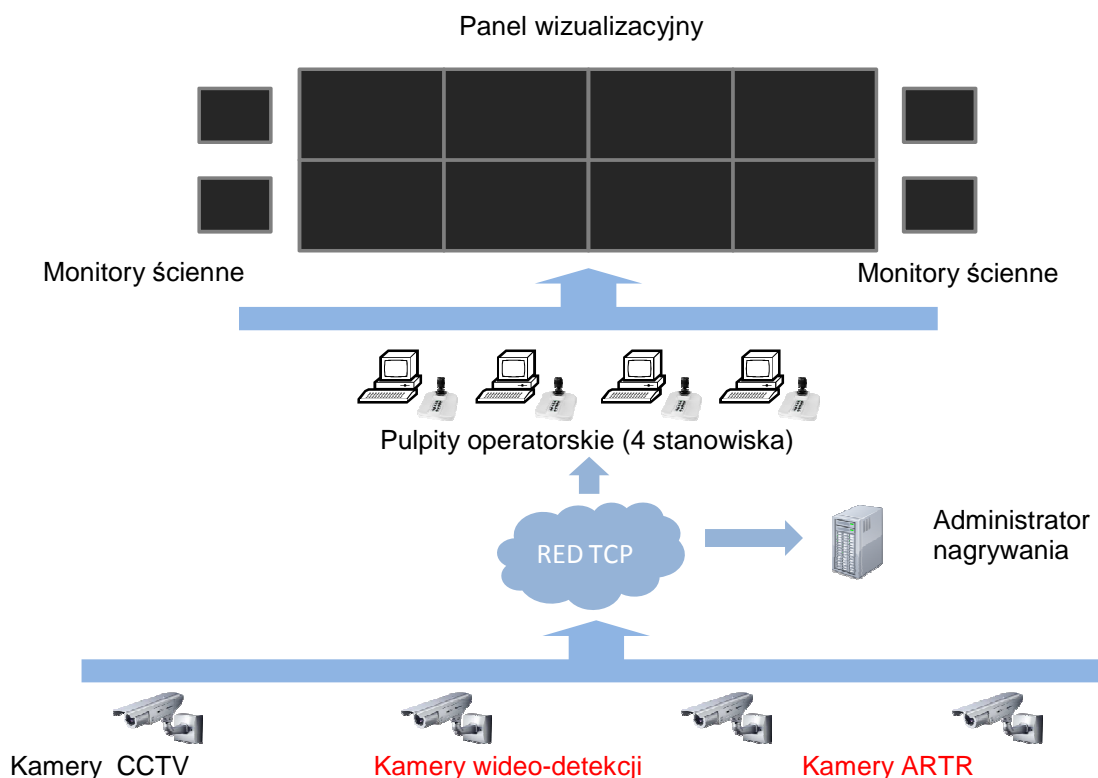 Panel wizualizacyjny
Monitory ścienne
Monitory ścienne
Pulpity operatorskie (4 stanowiska)
RED TCP
Administrator
nagrywania
Kamery CCTV
Kamery wideo-detekcji
Kamery ARTR